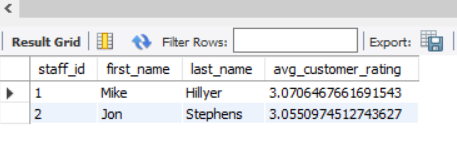 Result Grid Filter Rows: Export:
staff_id first_name last_name avg_customer_rating
1 Mike Hillyer 3.0706467661691543
2 Jon Stephens 3.0550974512743627